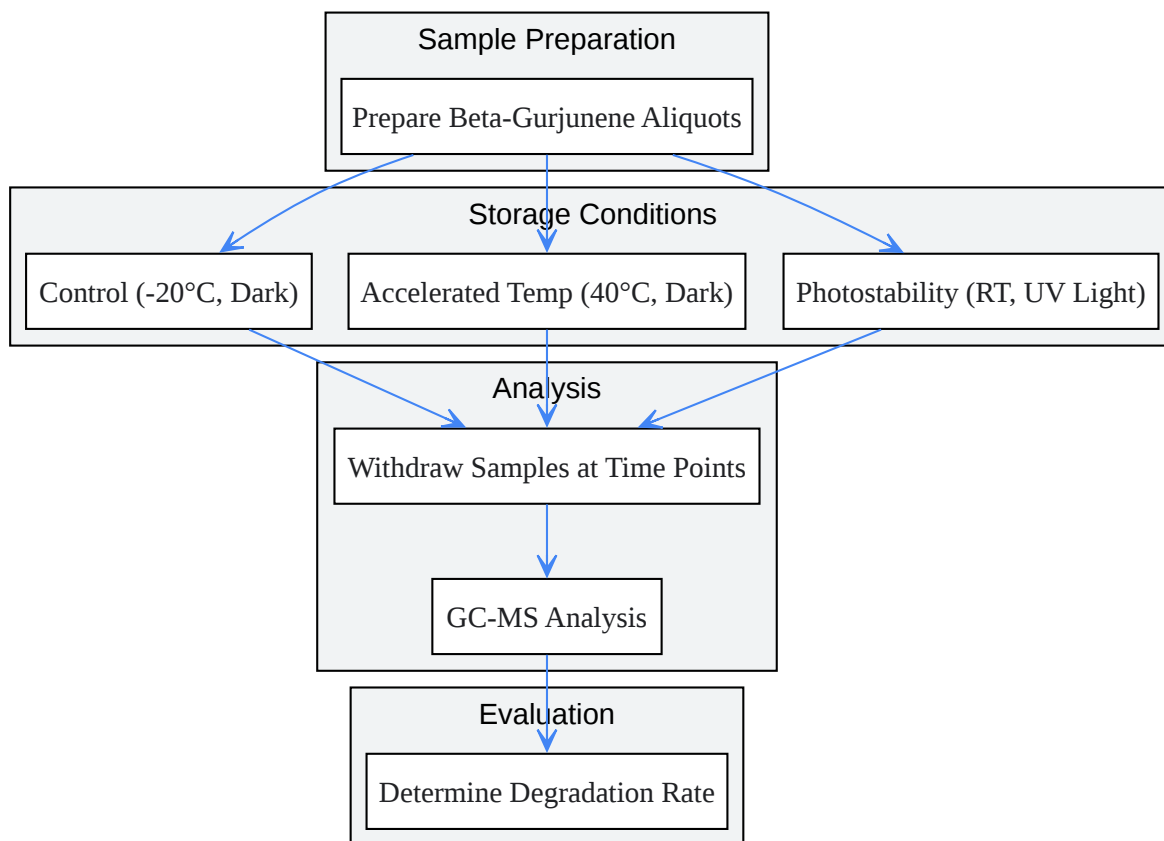 Sample Preparation
Prepare Beta-Gurjunene Aliquots
Storage Conditions
Control (-20°C, Dark)
Accelerated Temp (40°C, Dark)
Photostability (RT, UV Light)
Analysis
Withdraw Samples at Time Points
GC-MS Analysis
Evaluation
Determine Degradation Rate